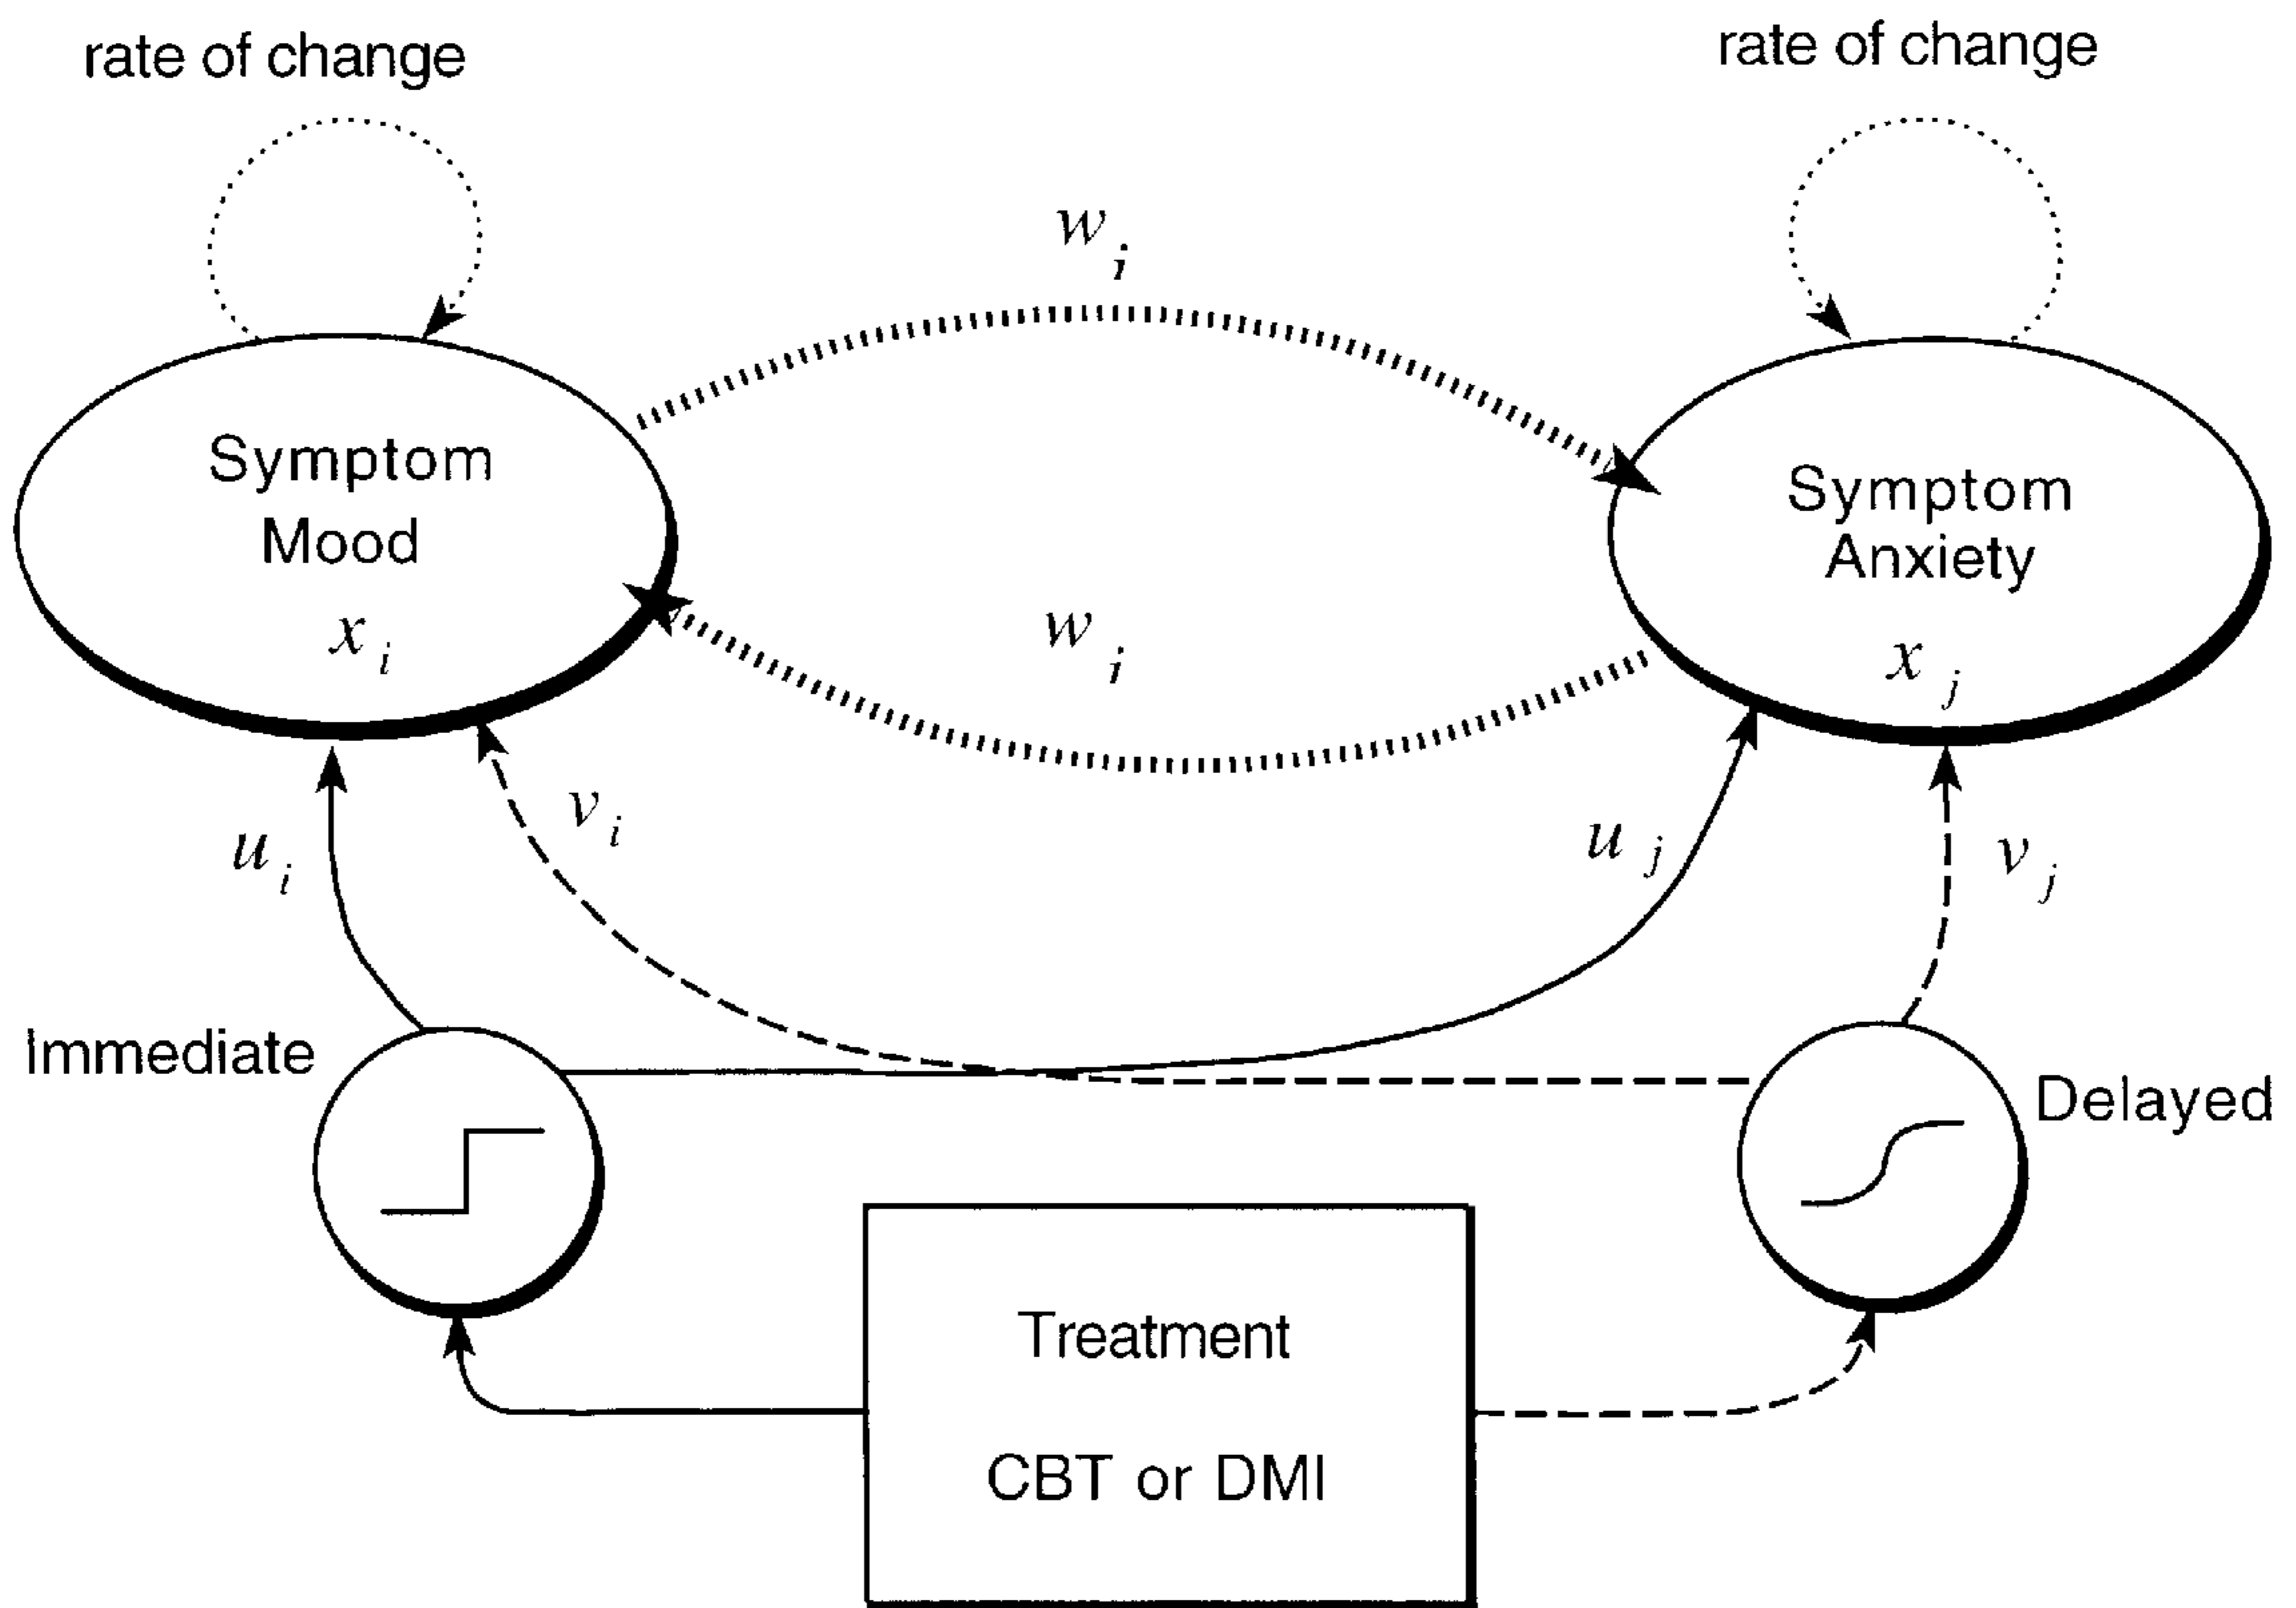 rate of change
rate of change
w i
Symptom
Mood
x i
Symptom
Anxiety
x j
w i
u i
v i
u j
v j
Immediate
Delayed
Treatment
CBT or DMI